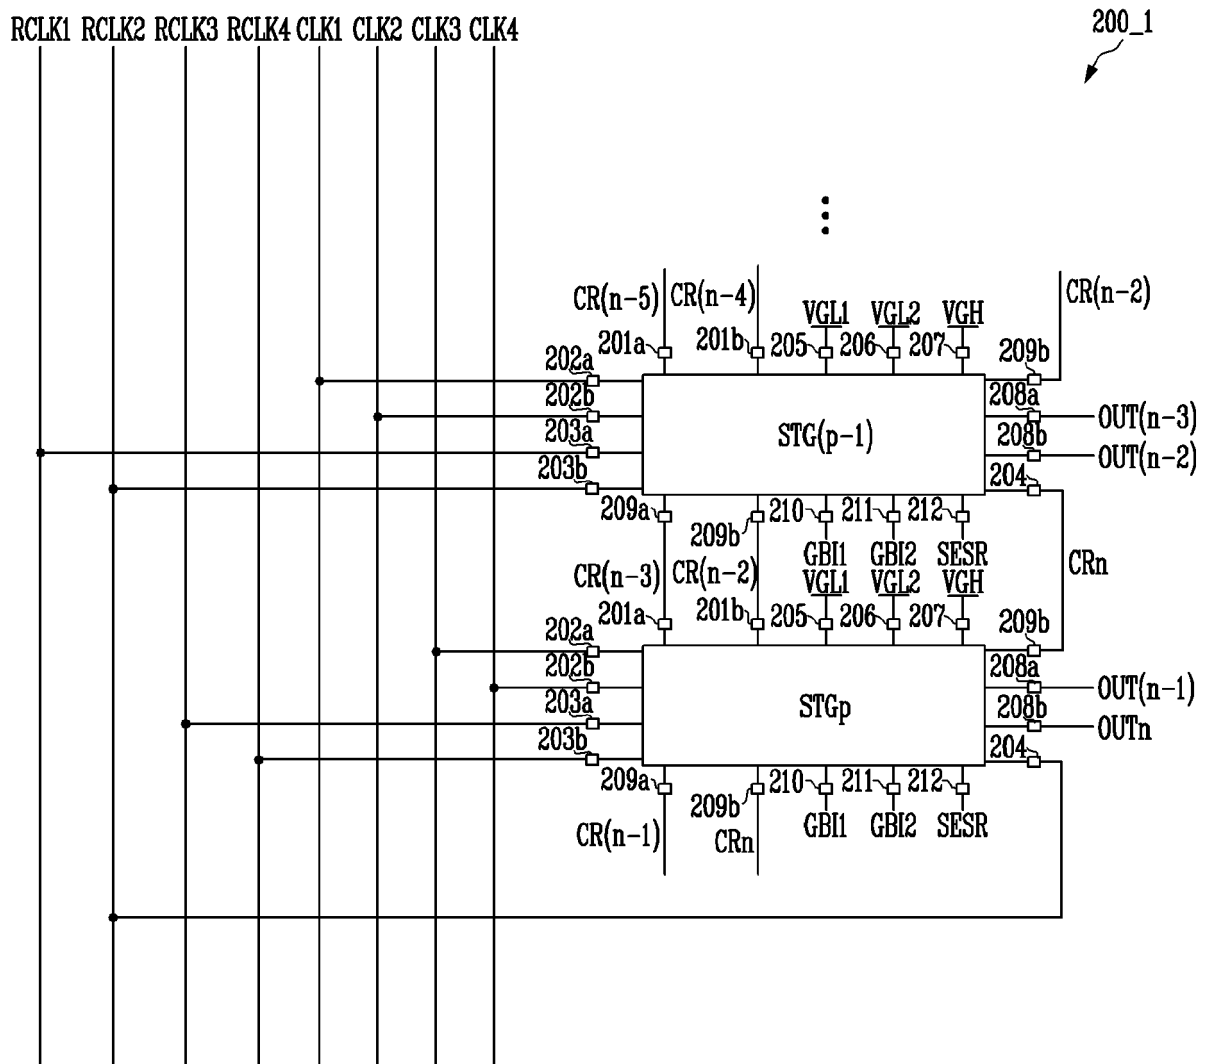 RCLK1 RCLK2 RCLK3 RCLK4 CLK1 CLK2 CLK3 CLK4
200_1
CR(n-5) CR(n-4) VGL1 VGL2 VGH CR(n-2)
201a 201b 205 206 207 209b
202a
202b
203a
203b
STG(p-1)
208a OUT(n-3)
208b OUT(n-2)
204
209a 209b 210 211 212
GBI1 GBI2 SESR
CRn
CR(n-3) CR(n-2) VGL1 VGL2 VGH
201a 201b 205 206 207 209b
202a
202b
203a
203b
STGp
208a OUT(n-1)
208b OUTn
204
209a 209b 210 211 212
CR(n-1) CRn GBI1 GBI2 SESR